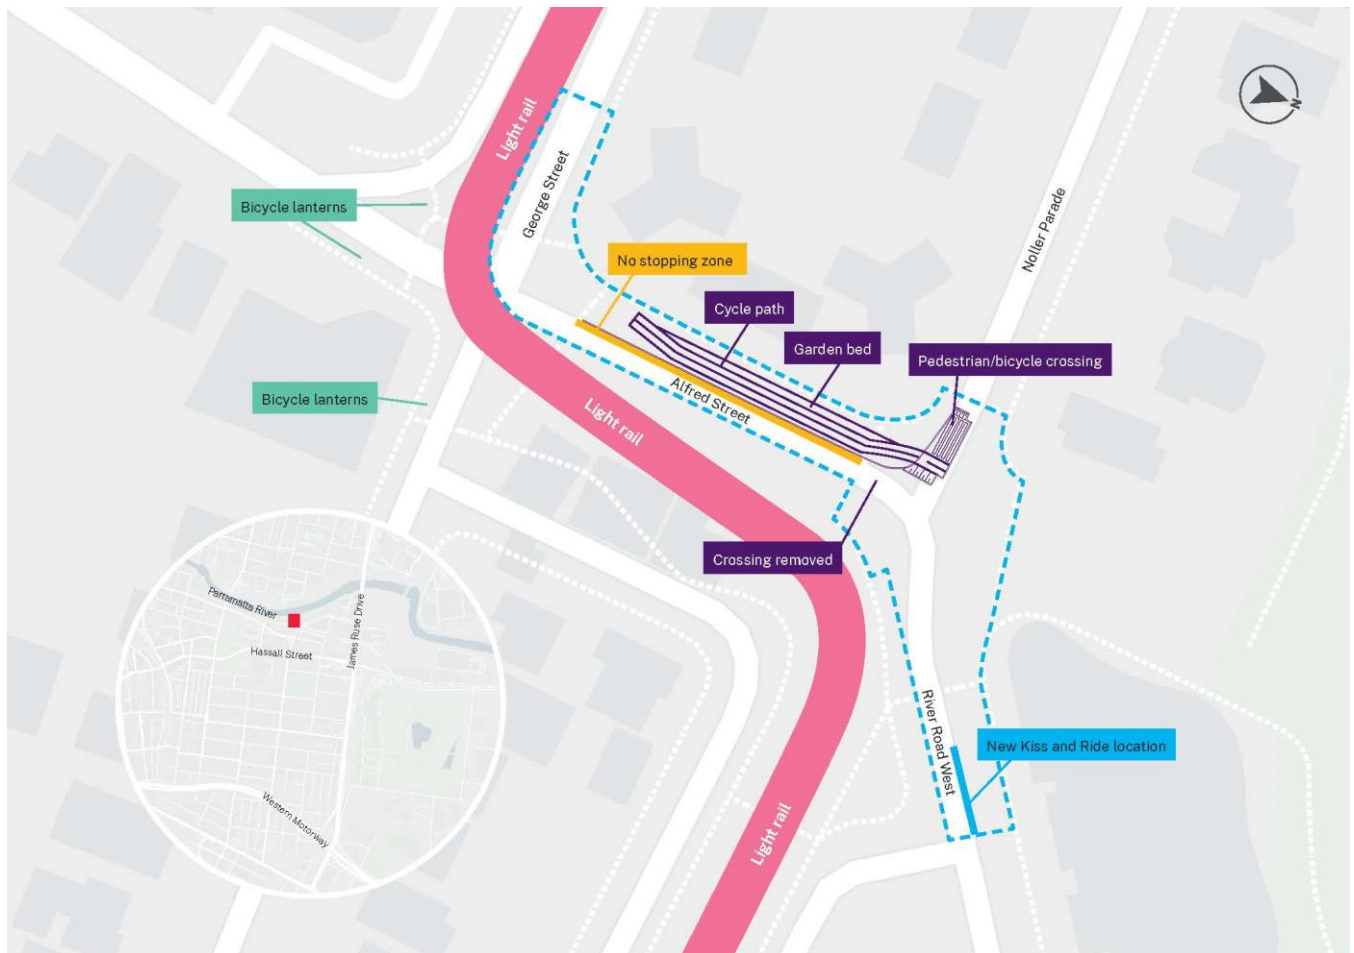 Light rail
George Street
N
Bicycle lanterns
Noller Parade
No stopping zone
Cycle path
Garden bed
Pedestrian/bicycle crossing
Alfred Street
Bicycle lanterns
Light rail
Crossing removed
Parramatta River
James Ruse Drive
Hassall Street
River Road West
New Kiss and Ride location
Western Motorway
Light rail